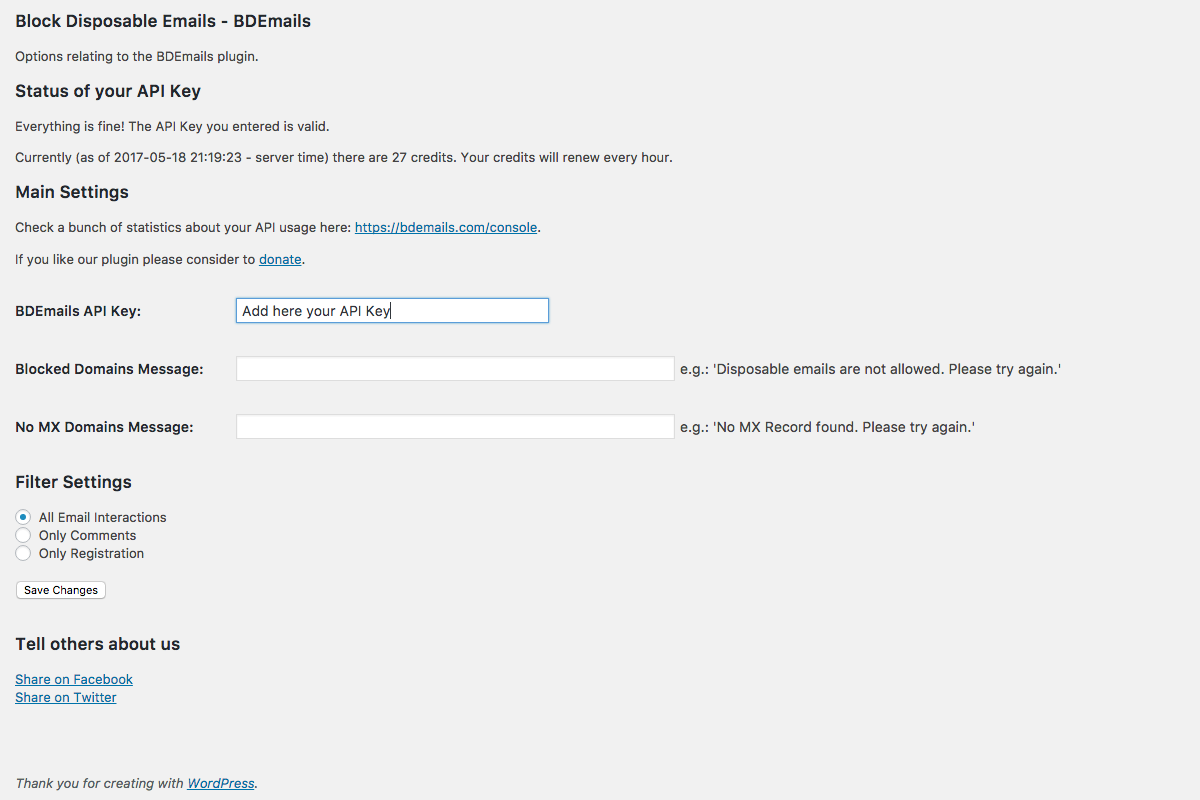 Block Disposable Emails - BDEmails
Options relating to the BDEmails plugin.
Status of your API Key
Everything is fine! The API Key you entered is valid.
Currently (as of 2017-05-18 21:19:23 - server time) there are 27 credits. Your credits will renew every hour.
Main Settings
Check a bunch of statistics about your API usage here: https://bdemails.com/console.
If you like our plugin please consider to donate.
BDEmails API Key: Add here your API Key
Blocked Domains Message: e.g.: 'Disposable emails are not allowed. Please try again.'
No MX Domains Message: e.g.: 'No MX Record found. Please try again.'
Filter Settings
All Email Interactions
Only Comments
Only Registration
Save Changes
Tell others about us
Share on Facebook
Share on Twitter
Thank you for creating with WordPress.